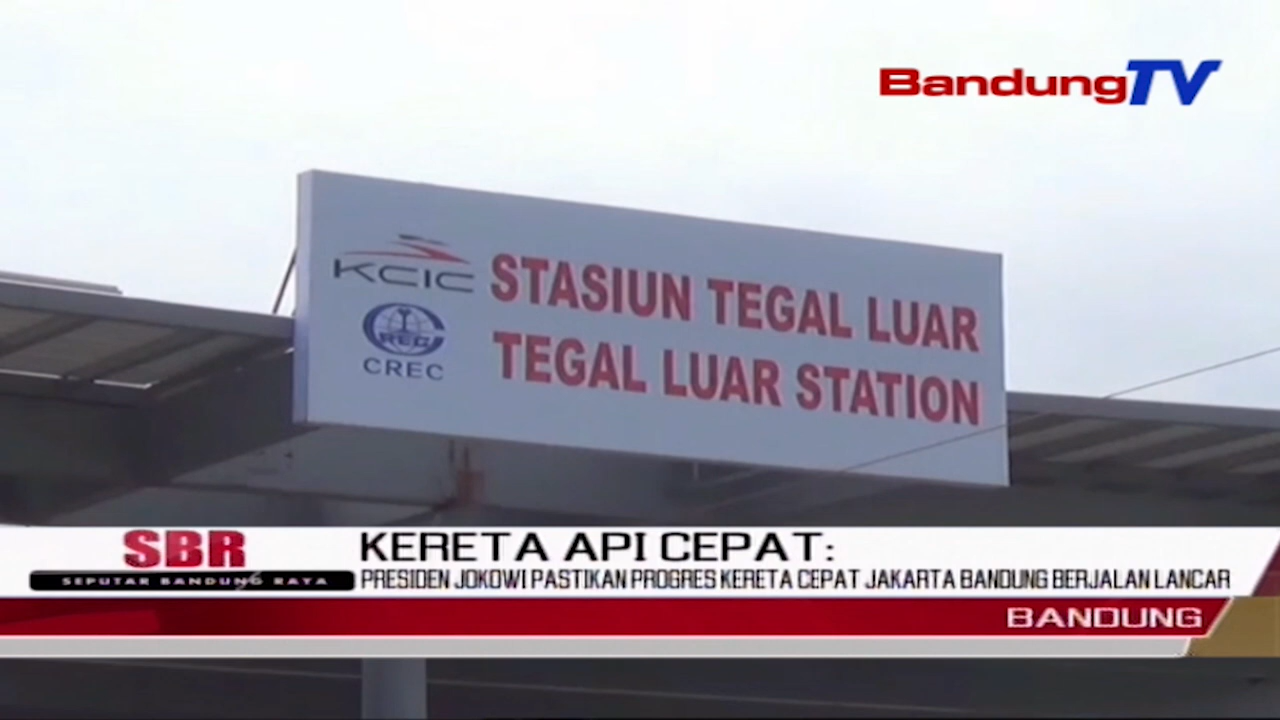 BandungTV
KCIC
STASIUN TEGAL LUAR
TEGAL LUAR STATION
CREC
CREC
SBR
SEPUTAR BANDUNG RAYA
KERETA API CEPAT:
PRESIDEN JOKOWI PASTIKAN PROGRES KERETA CEPAT JAKARTA BANDUNG BERJALAN LANCAR
BANDUNG